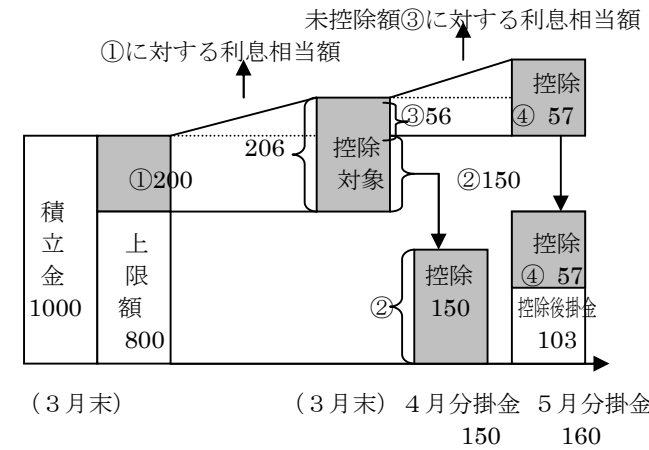 未控除額③に対する利息相当額
①に対する利息相当額
控除
③56
④ 57
206
控除
対象
①200
②150
積立金
1000
上限額
800
控除
④ 57
控除
150
②
控除後掛金
103
(３月末)
(３月末)
４月分掛金
150
５月分掛金
160